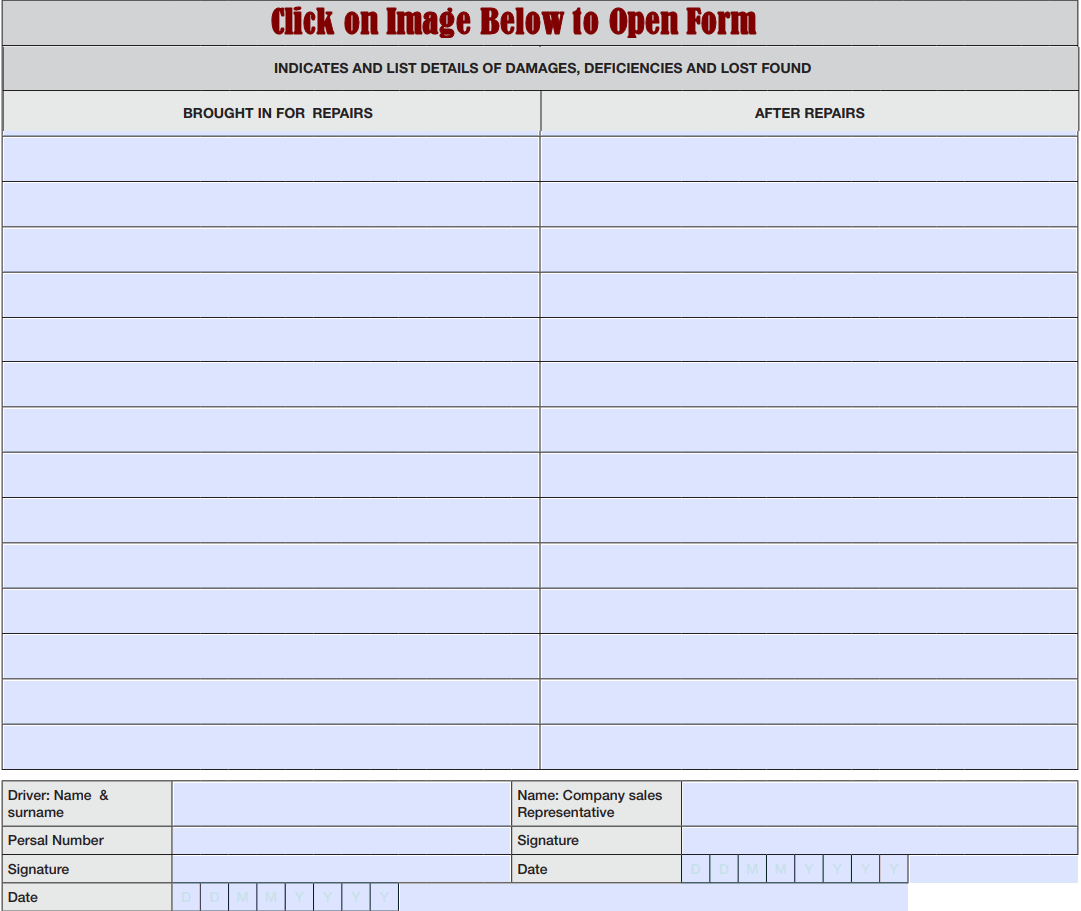 Click on Image Below to Open Form
INDICATES AND LIST DETAILS OF DAMAGES, DEFICIENCIES AND LOST FOUND
BROUGHT IN FOR REPAIRS
AFTER REPAIRS
Driver: Name &
surname
Name: Company sales
Representative
Persal Number
Signature
Signature
Date
D D M M Y Y Y Y
Date
D D M M Y Y Y Y